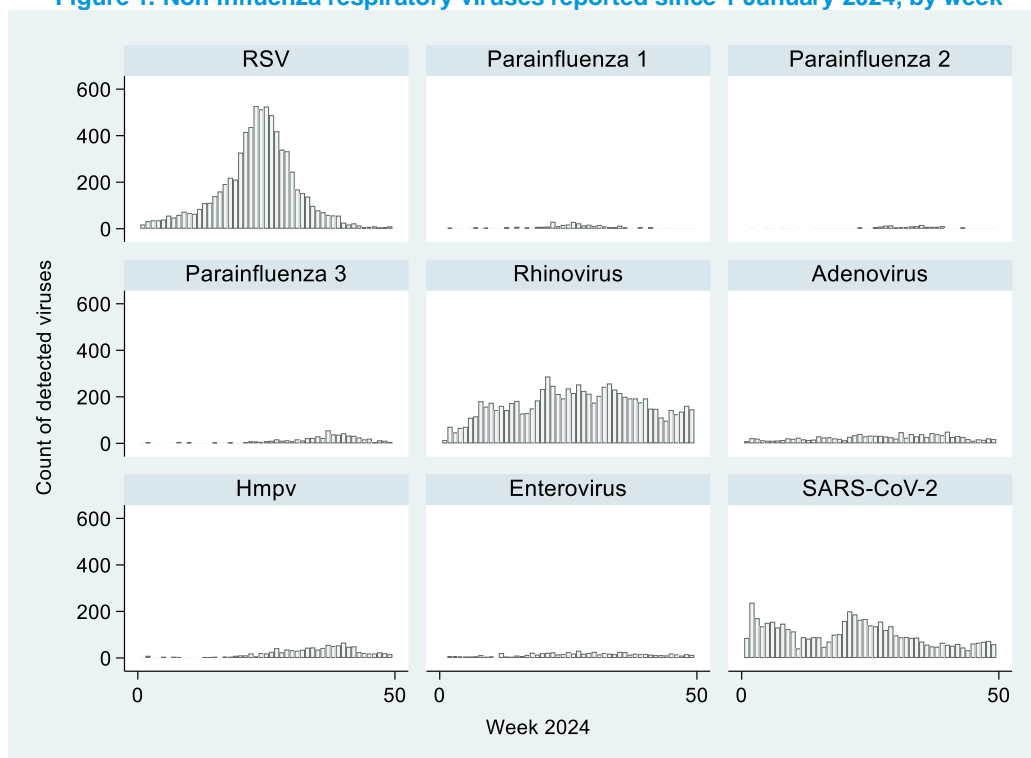 Figure 1. Non influenza respiratory viruses reported since 1 January 2024, by week
RSV
Parainfluenza 1
Parainfluenza 2
600
400
200
0
Parainfluenza 3
Rhinovirus
Adenovirus
600
400
200
0
Count of detected viruses
Hmpv
Enterovirus
SARS-CoV-2
600
400
200
0
0 50
0 50
0 50
Week 2024